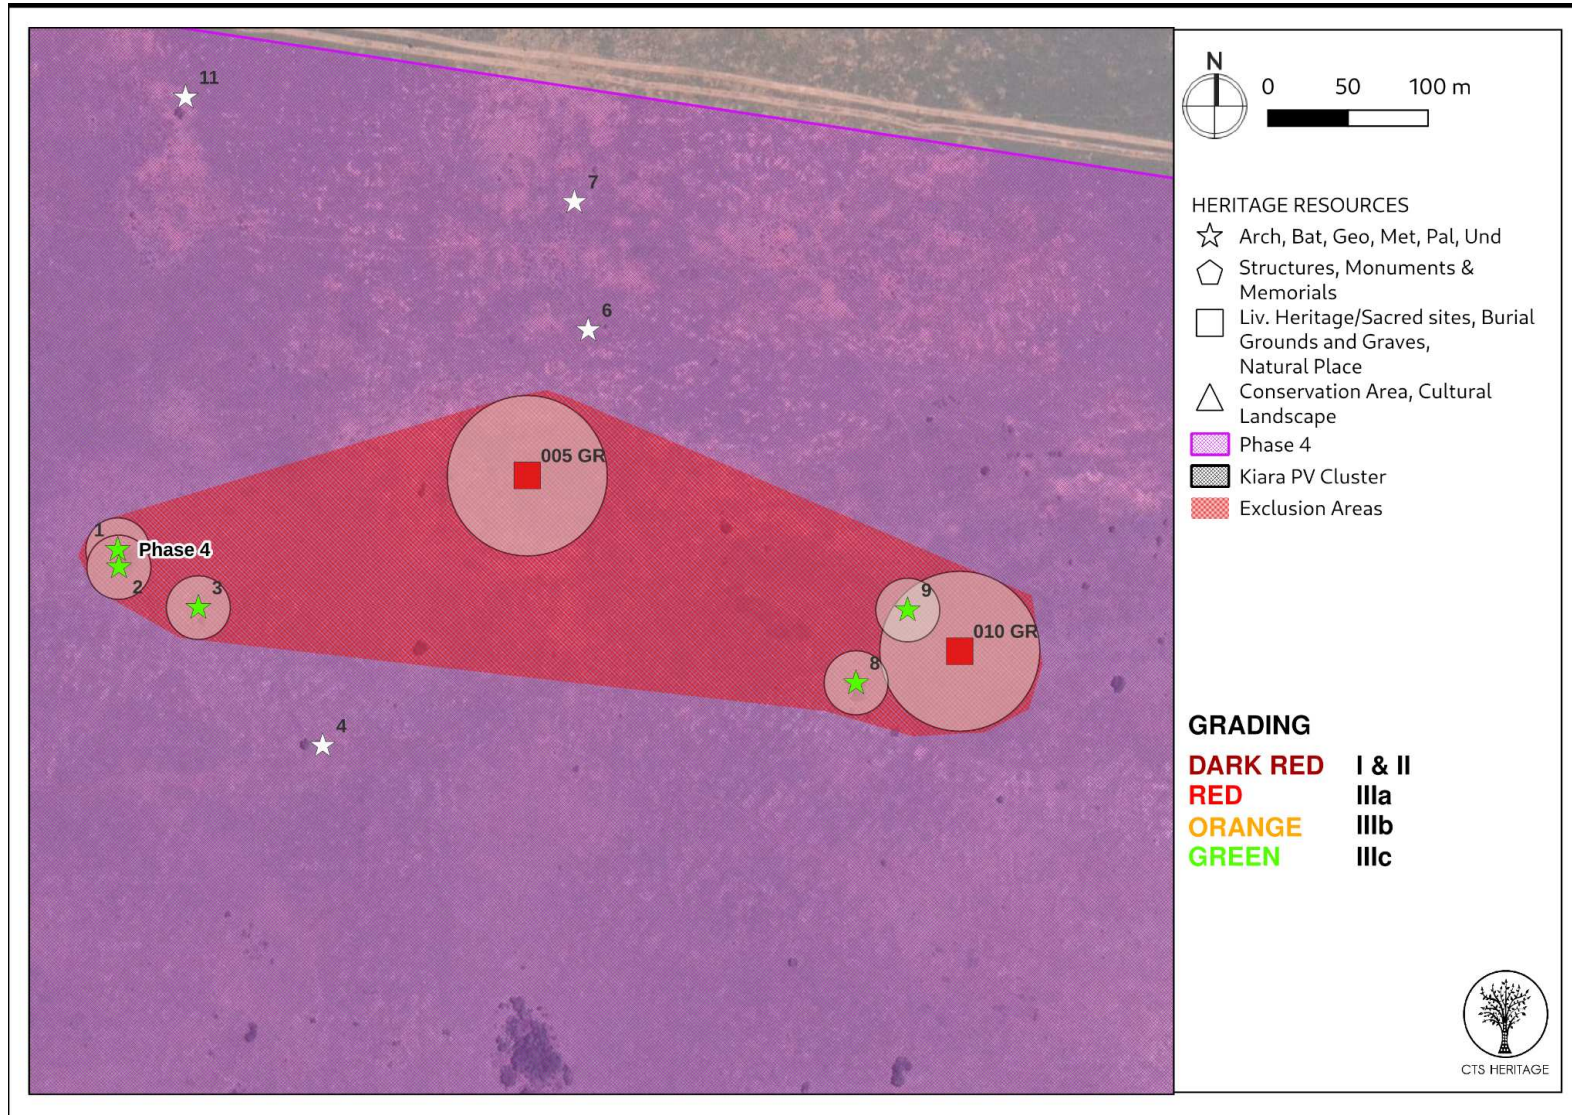 11
7
6
005 GR
1
Phase 4
2
3
9
010 GR
8
4
N
0 50 100 m
HERITAGE RESOURCES
Arch, Bat, Geo, Met, Pal, Und
Structures, Monuments &
Memorials
Liv. Heritage/Sacred sites, Burial
Grounds and Graves,
Natural Place
Conservation Area, Cultural
Landscape
Phase 4
Kiara PV Cluster
Exclusion Areas
GRADING
DARK RED I & II
RED IIIa
ORANGE IIIb
GREEN IIIc
CTS HERITAGE